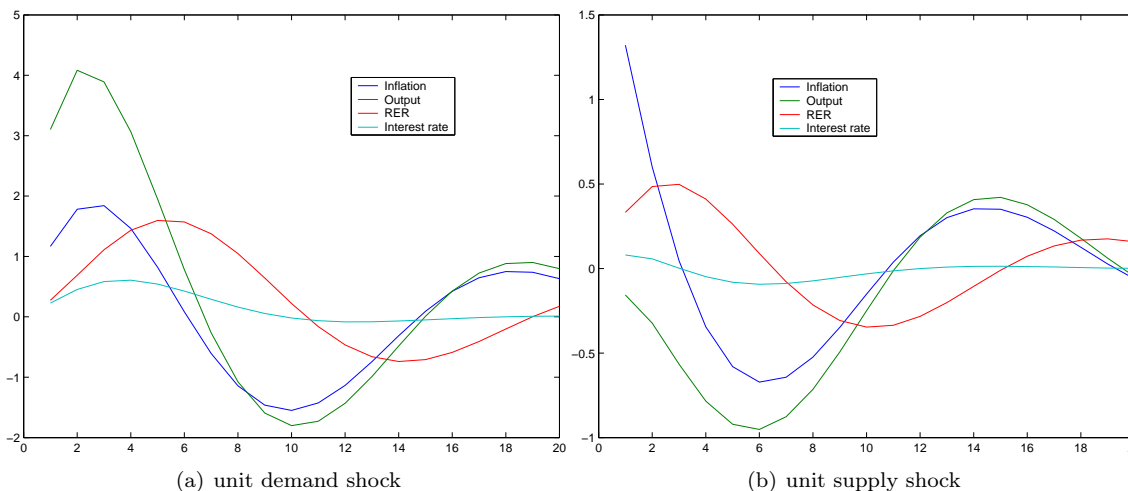 5
4
3
2
1
0
−1
−2
0 2 4 6 8 10 12 14 16 18 20
Inflation
Output
RER
Interest rate
(a) unit demand shock
1.5
1
0.5
0
−0.5
−1
0 2 4 6 8 10 12 14 16 18
Inflation
Output
RER
Interest rate
(b) unit supply shock